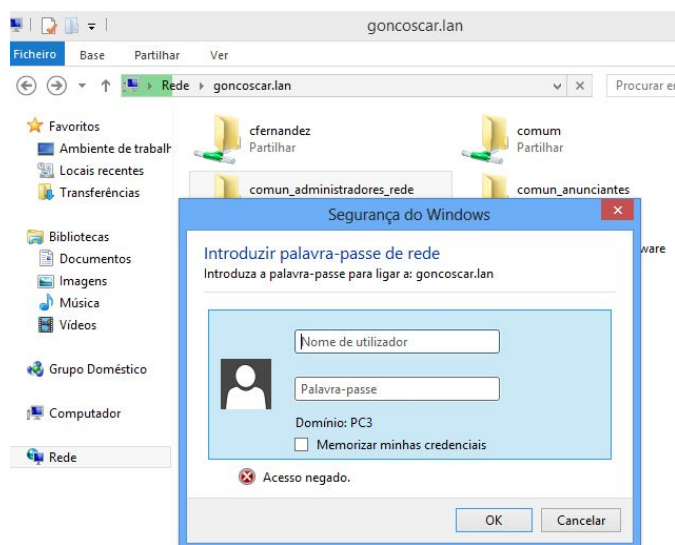 goncoscar.lan
Ficheiro Base Partilhar Ver
Rede goncoscar.lan Procurar e
Favoritos
Ambiente de trabalh
Locais recentes
Transferências
Bibliotecas
Documentos
Imagens
Música
Vídeos
Grupo Doméstico
Computador
Rede
cfernandez
Partilhar
comum
Partilhar
comun_administradores_rede
comun_anunciantes
ware
Segurança do Windows
Introduzir palavra-passe de rede
Introduza a palavra-passe para ligar a: goncoscar.lan
Nome de utilizador
Palavra-passe
Domínio: PC3
Memorizar minhas credenciais
Acesso negado.
OK Cancelar